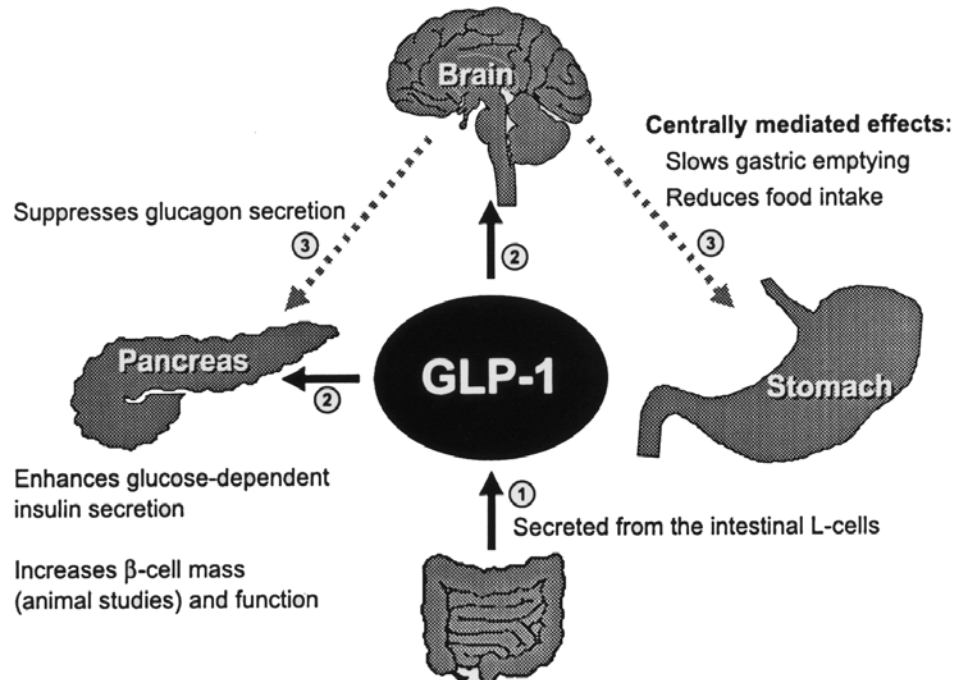 Brain
Centrally mediated effects:
Slows gastric emptying
Reduces food intake
Suppresses glucagon secretion
3
3
2
Pancreas
GLP-1
Stomach
2
Enhances glucose-dependent
insulin secretion
1
Secreted from the intestinal L-cells
Increases β-cell mass
(animal studies) and function